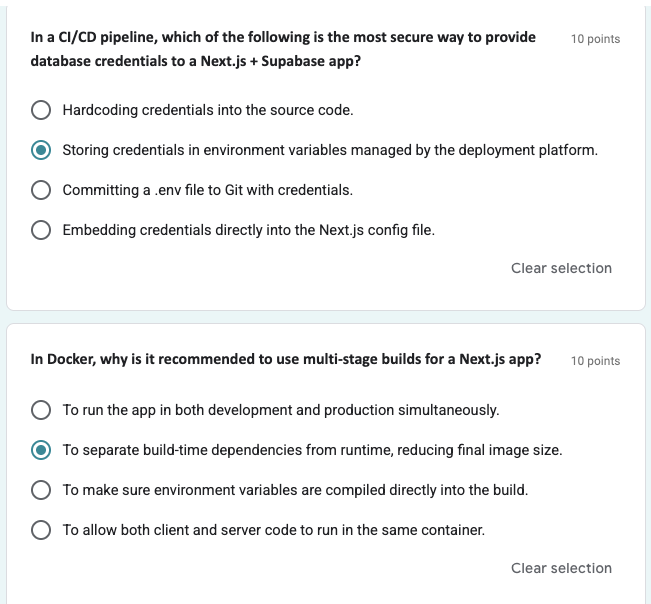 In a CI/CD pipeline, which of the following is the most secure way to provide 10 points
database credentials to a Next.js + Supabase app?
Hardcoding credentials into the source code.
Storing credentials in environment variables managed by the deployment platform.
Committing a .env file to Git with credentials.
Embedding credentials directly into the Next.js config file.
Clear selection
In Docker, why is it recommended to use multi-stage builds for a Next.js app? 10 points
To run the app in both development and production simultaneously.
To separate build-time dependencies from runtime, reducing final image size.
To make sure environment variables are compiled directly into the build.
To allow both client and server code to run in the same container.
Clear selection